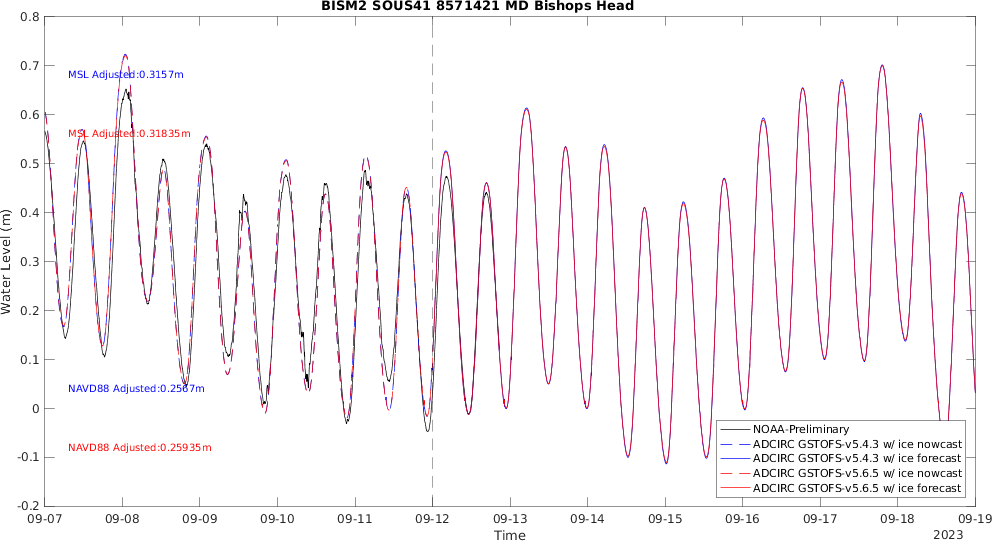 BISM2 SOUS41 8571421 MD Bishops Head
0.8
0.7
0.6
0.5
0.4
0.3
0.2
0.1
0
-0.1
-0.2
Water Level (m)
MSL Adjusted:0.3157m
MSL Adjusted:0.31835m
NAVD88 Adjusted:0.2567m
NAVD88 Adjusted:0.25935m
NOAA-Preliminary
ADCIRC GSTOFS-v5.4.3 w/ ice nowcast
ADCIRC GSTOFS-v5.4.3 w/ ice forecast
ADCIRC GSTOFS-v5.6.5 w/ ice nowcast
ADCIRC GSTOFS-v5.6.5 w/ ice forecast
09-07 09-08 09-09 09-10 09-11 09-12 09-13 09-14 09-15 09-16 09-17 09-18 09-19
Time
2023